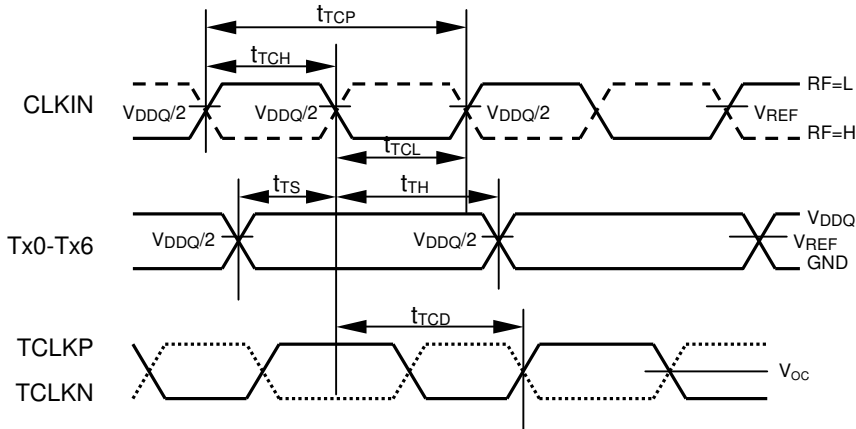 tTCP
tTCH
CLKIN
VDDQ/2 VDDQ/2 VDDQ/2
RF=L
VREF
RF=H
tTCL
tTS tTH
Tx0-Tx6
VDDQ/2 VDDQ/2
VDDQ
VREF
GND
tTCD
TCLKP
TCLKN
VOC